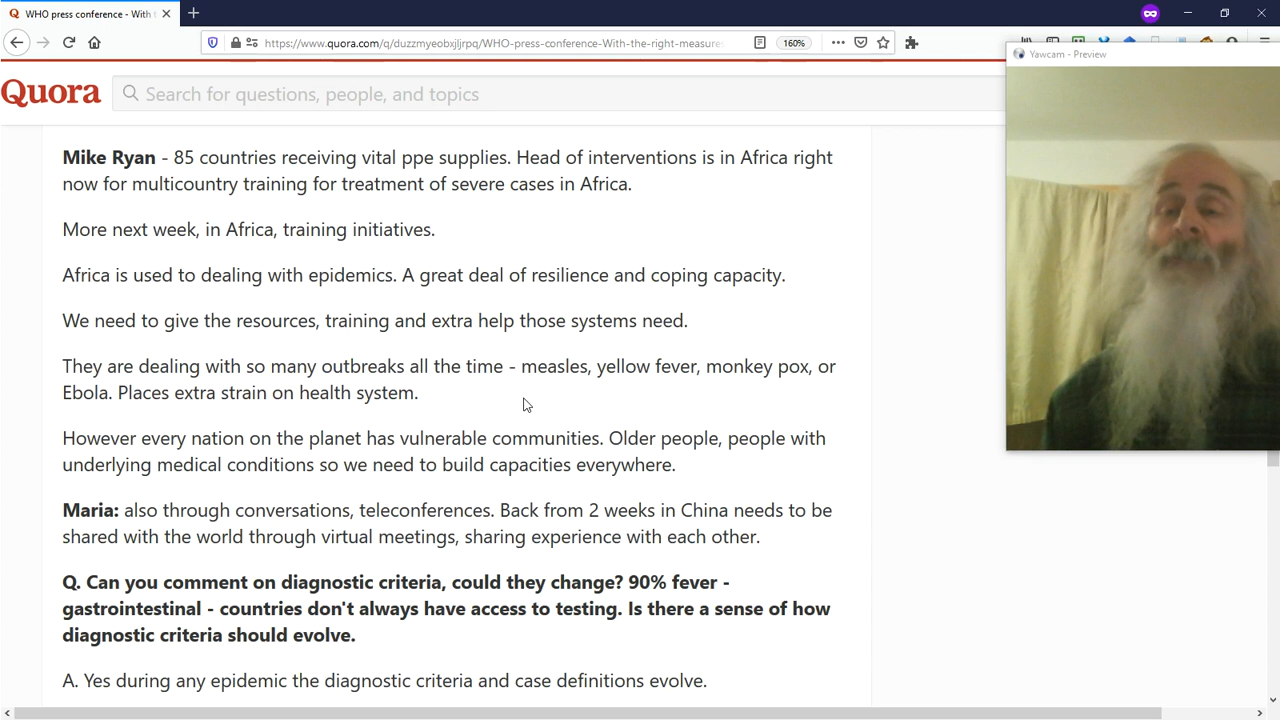 WHO press conference - With t
https://www.quora.com/q/duzzmyeobxjljrpq/WHO-press-conference-With-the-right-measure
160%
Yawcam - Preview
Quora
Search for questions, people, and topics
Mike Ryan - 85 countries receiving vital ppe supplies. Head of interventions is in Africa right
now for multicountry training for treatment of severe cases in Africa.
More next week, in Africa, training initiatives.
Africa is used to dealing with epidemics. A great deal of resilience and coping capacity.
We need to give the resources, training and extra help those systems need.
They are dealing with so many outbreaks all the time - measles, yellow fever, monkey pox, or
Ebola. Places extra strain on health system.
However every nation on the planet has vulnerable communities. Older people, people with
underlying medical conditions so we need to build capacities everywhere.
Maria: also through conversations, teleconferences. Back from 2 weeks in China needs to be
shared with the world through virtual meetings, sharing experience with each other.
Q. Can you comment on diagnostic criteria, could they change? 90% fever -
gastrointestinal - countries don't always have access to testing. Is there a sense of how
diagnostic criteria should evolve.
A. Yes during any epidemic the diagnostic criteria and case definitions evolve.